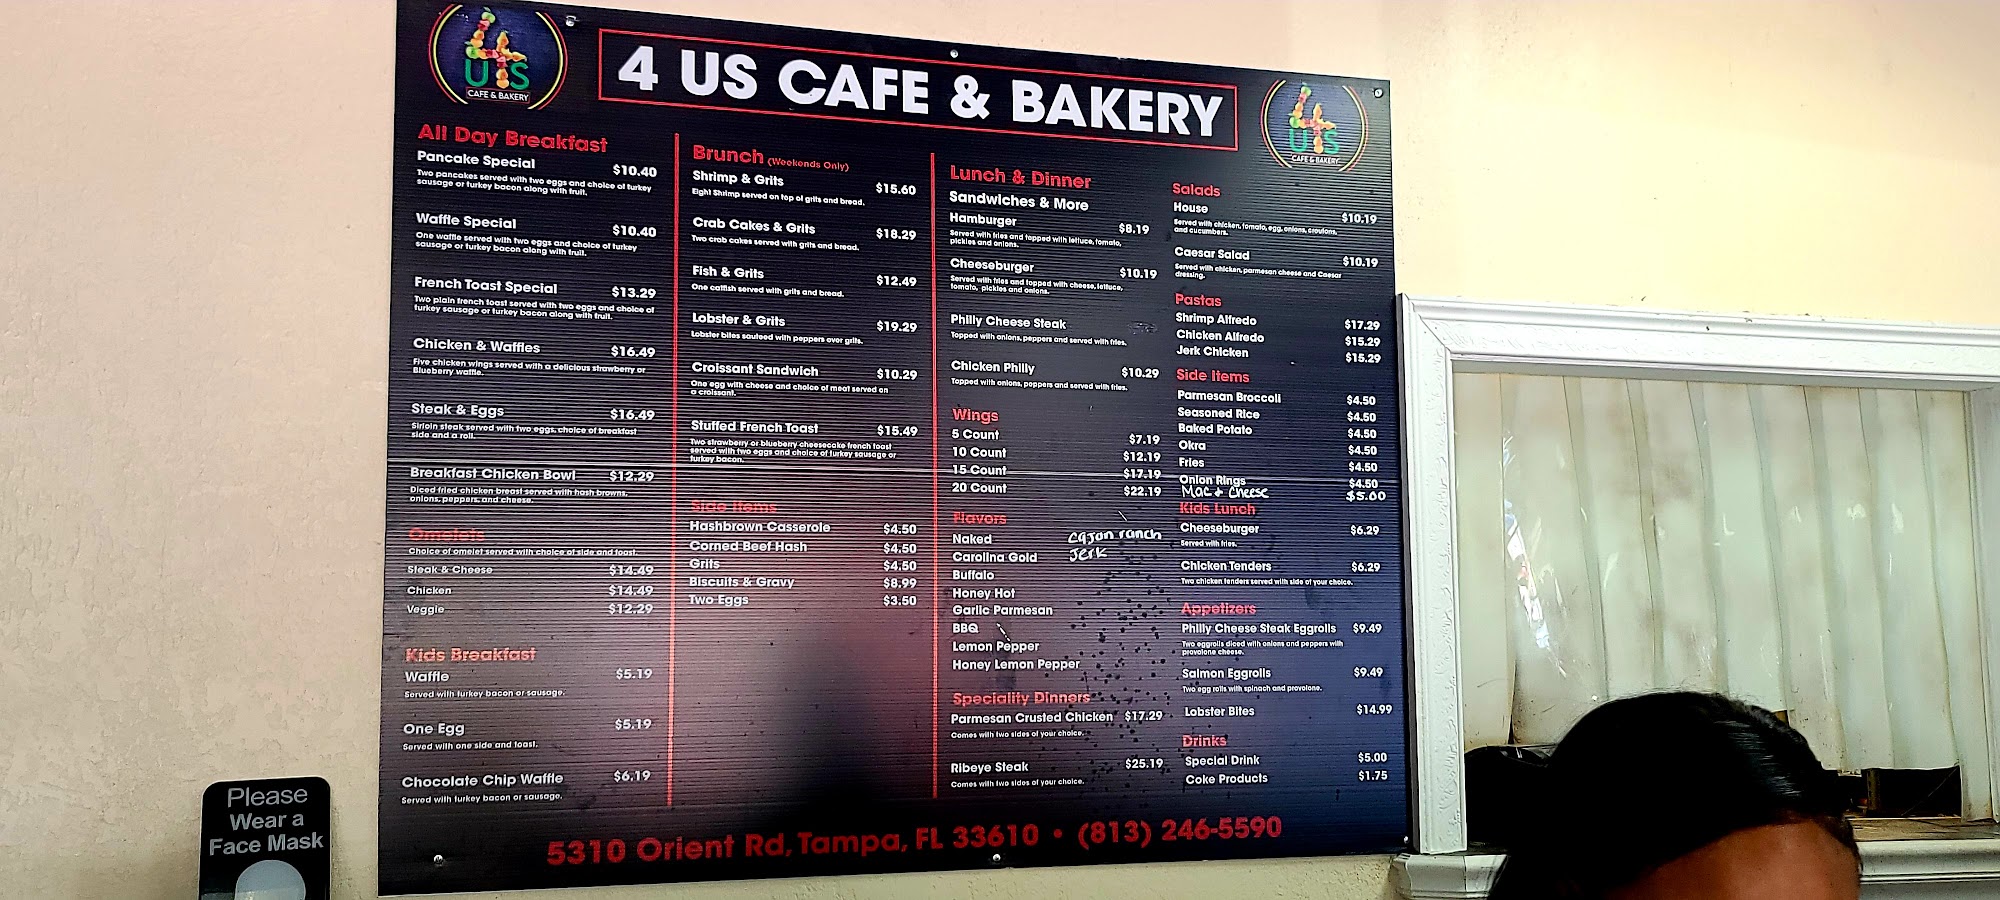 4
US
CAFE & BAKERY
4 US CAFE & BAKERY
4
US
CAFE & BAKERY
All Day Breakfast
Pancake Special $10.40
Two pancakes served with two eggs and choice of turkey
sausage or turkey bacon along with fruit.
Waffle Special $10.40
One waffle served with two eggs and choice of turkey
sausage or turkey bacon along with fruit.
French Toast Special $13.29
Two plain french toast served with two eggs and choice of
turkey sausage or turkey bacon along with fruit.
Chicken & Waffles $16.49
Five chicken wings served with a delicious strawberry or
Blueberry waffle.
Steak & Eggs $16.49
Sirloin steak served with two eggs, choice of breakfast
side and a roll.
Breakfast Chicken Bowl $12.29
Diced fried chicken breast served with hash browns,
onions, peppers, and cheese.
Omelets
Choice of omelet served with choice of side and toast.
Steak & Cheese $14.49
Chicken $14.49
Veggie $12.29
Kids Breakfast
Waffle $5.19
Served with turkey bacon or sausage.
One Egg $5.19
Served with one side and toast.
Chocolate Chip Waffle $6.19
Served with turkey bacon or sausage.
Brunch (Weekends Only)
Shrimp & Grits $15.60
Eight Shrimp served on top of grits and bread.
Crab Cakes & Grits $18.29
Two crab cakes served with grits and bread.
Fish & Grits $12.49
One catfish served with grits and bread.
Lobster & Grits $19.29
Lobster bites sauteed with peppers over grits.
Croissant Sandwich $10.29
One egg with cheese and choice of meat served on
a croissant.
Stuffed French Toast $15.49
Two strawberry or blueberry cheesecake french toast
served with two eggs and choice of turkey sausage or
turkey bacon.
Side Items
Hashbrown Casserole $4.50
Corned Beef Hash $4.50
Grits $4.50
Biscuits & Gravy $8.99
Two Eggs $3.50
Lunch & Dinner
Sandwiches & More
Hamburger $8.19
Served with fries and topped with lettuce, tomato,
pickles and onions.
Cheeseburger $10.19
Served with fries and topped with cheese, lettuce,
tomato, pickles and onions.
Philly Cheese Steak
Topped with onions, peppers and served with fries.
Chicken Philly $10.29
Topped with onions, peppers and served with fries.
Wings
5 Count $7.19
10 Count $12.19
15 Count $17.19
20 Count $22.19
Flavors
Naked
Carolina Gold
Buffalo
Honey Hot
Garlic Parmesan
BBQ
Lemon Pepper
Honey Lemon Pepper
Cajon ranch
Jerk
Speciality Dinners
Parmesan Crusted Chicken $17.29
Comes with two sides of your choice.
Ribeye Steak $25.19
Comes with two sides of your choice.
Salads
House $10.19
Served with chicken, tomato, egg, onions, croutons,
and cucumbers.
Caesar Salad $10.19
Served with chicken, parmesan cheese and Caesar
dressing.
Pastas
Shrimp Alfredo $17.29
Chicken Alfredo $15.29
Jerk Chicken $15.29
Side Items
Parmesan Broccoli $4.50
Seasoned Rice $4.50
Baked Potato $4.50
Okra $4.50
Fries $4.50
Onion Rings $4.50
Mac & Cheese $5.00
Kids Lunch
Cheeseburger $6.29
Served with fries.
Chicken Tenders $6.29
Two chicken tenders served with side of your choice.
Appetizers
Philly Cheese Steak Eggrolls $9.49
Two eggrolls diced with onions and peppers with
provolone cheese.
Salmon Eggrolls $9.49
Two egg rolls with spinach and provolone.
Lobster Bites $14.99
Drinks
Special Drink $5.00
Coke Products $1.75
5310 Orient Rd, Tampa, FL 33610 • (813) 246-5590
Please
Wear a
Face Mask